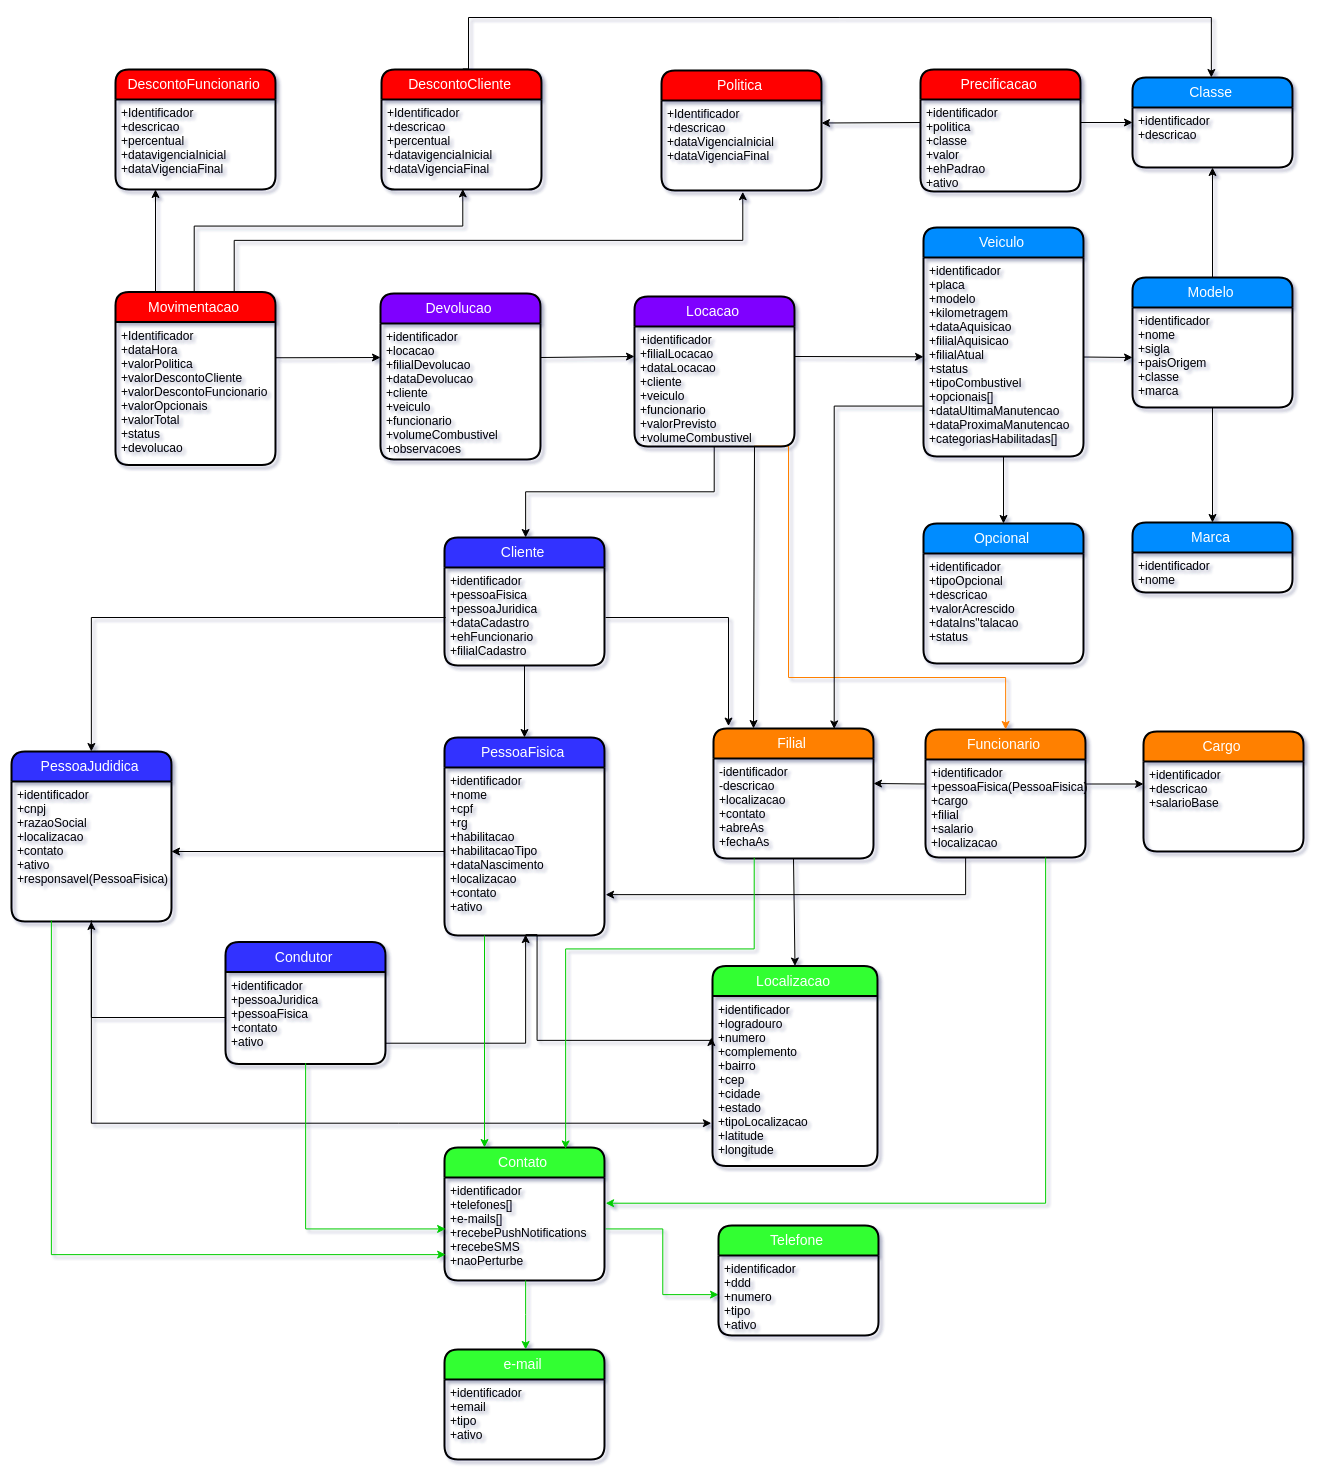 DescontoFuncionario
+Identificador
+descricao
+percentual
+datavigenciaInicial
+dataVigenciaFinal
DescontoCliente
+Identificador
+descricao
+percentual
+datavigenciaInicial
+dataVigenciaFinal
Politica
+Identificador
+descricao
+dataVigenciaInicial
+dataVigenciaFinal
Precificacao
+identificador
+politica
+classe
+valor
+ehPadrao
+ativo
Classe
+identificador
+descricao
Movimentacao
+Identificador
+dataHora
+valorPolitica
+valorDescontoCliente
+valorDescontoFuncionario
+valorOpcionais
+valorTotal
+status
+devolucao
Devolucao
+identificador
+locacao
+filialDevolucao
+dataDevolucao
+cliente
+veiculo
+funcionario
+volumeCombustivel
+observacoes
Locacao
+identificador
+filialLocacao
+dataLocacao
+cliente
+veiculo
+funcionario
+valorPrevisto
+volumeCombustivel
Veiculo
+identificador
+placa
+modelo
+kilometragem
+dataAquisicao
+filialAquisicao
+filialAtual
+status
+tipoCombustivel
+opcionais[]
+dataUltimaManutencao
+dataProximaManutencao
+categoriasHabilitadas[]
Modelo
+identificador
+nome
+sigla
+paisOrigem
+classe
+marca
Cliente
+identificador
+pessoaFisica
+pessoaJuridica
+dataCadastro
+ehFuncionario
+filialCadastro
Opcional
+identificador
+tipoOpcional
+descricao
+valorAcrescido
+dataIns"talacao
+status
Marca
+identificador
+nome
PessoaJudidica
+identificador
+cnpj
+razaoSocial
+localizacao
+contato
+ativo
+responsavel(PessoaFisica)
PessoaFisica
+identificador
+nome
+cpf
+rg
+habilitacao
+habilitacaoTipo
+dataNascimento
+localizacao
+contato
+ativo
Filial
-identificador
-descricao
+localizacao
+contato
+abreAs
+fechaAs
Funcionario
+identificador
+pessoaFisica(PessoaFisica)
+cargo
+filial
+salario
+localizacao
Cargo
+identificador
+descricao
+salarioBase
Condutor
+identificador
+pessoaJuridica
+pessoaFisica
+contato
+ativo
Localizacao
+identificador
+logradouro
+numero
+complemento
+bairro
+cep
+cidade
+estado
+tipoLocalizacao
+latitude
+longitude
Contato
+identificador
+telefones[]
+e-mails[]
+recebePushNotifications
+recebeSMS
+naoPerturbe
Telefone
+identificador
+ddd
+numero
+tipo
+ativo
e-mail
+identificador
+email
+tipo
+ativo